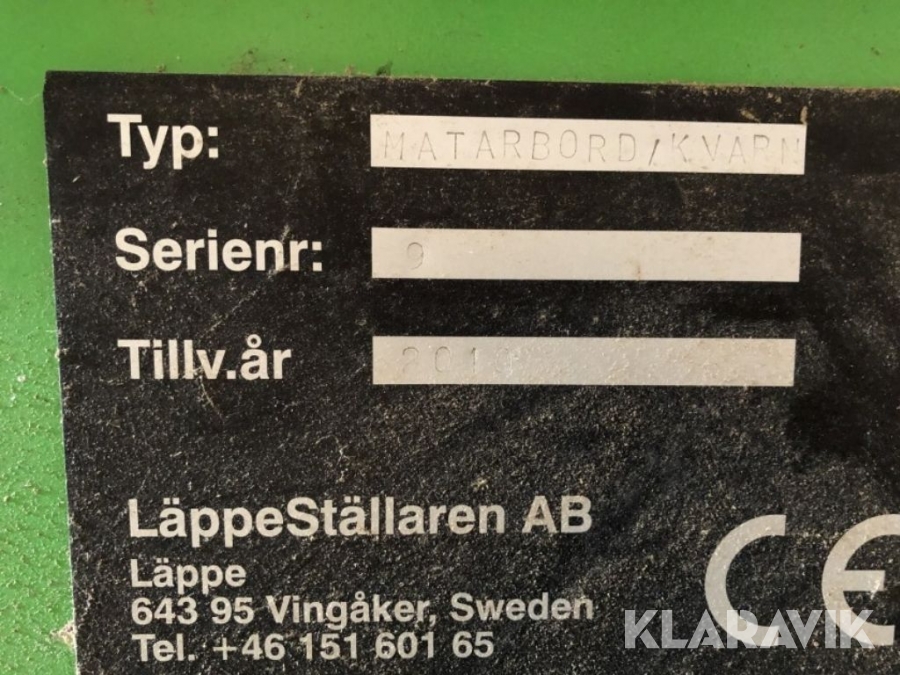 Typ: MATARBORD/KVARN
Serienr: 9
Tillv.år 2013
LäppeStällaren AB
Läppe
643 95 Vingåker, Sweden
Tel. +46 151 601 65
CE
KLARAVIK